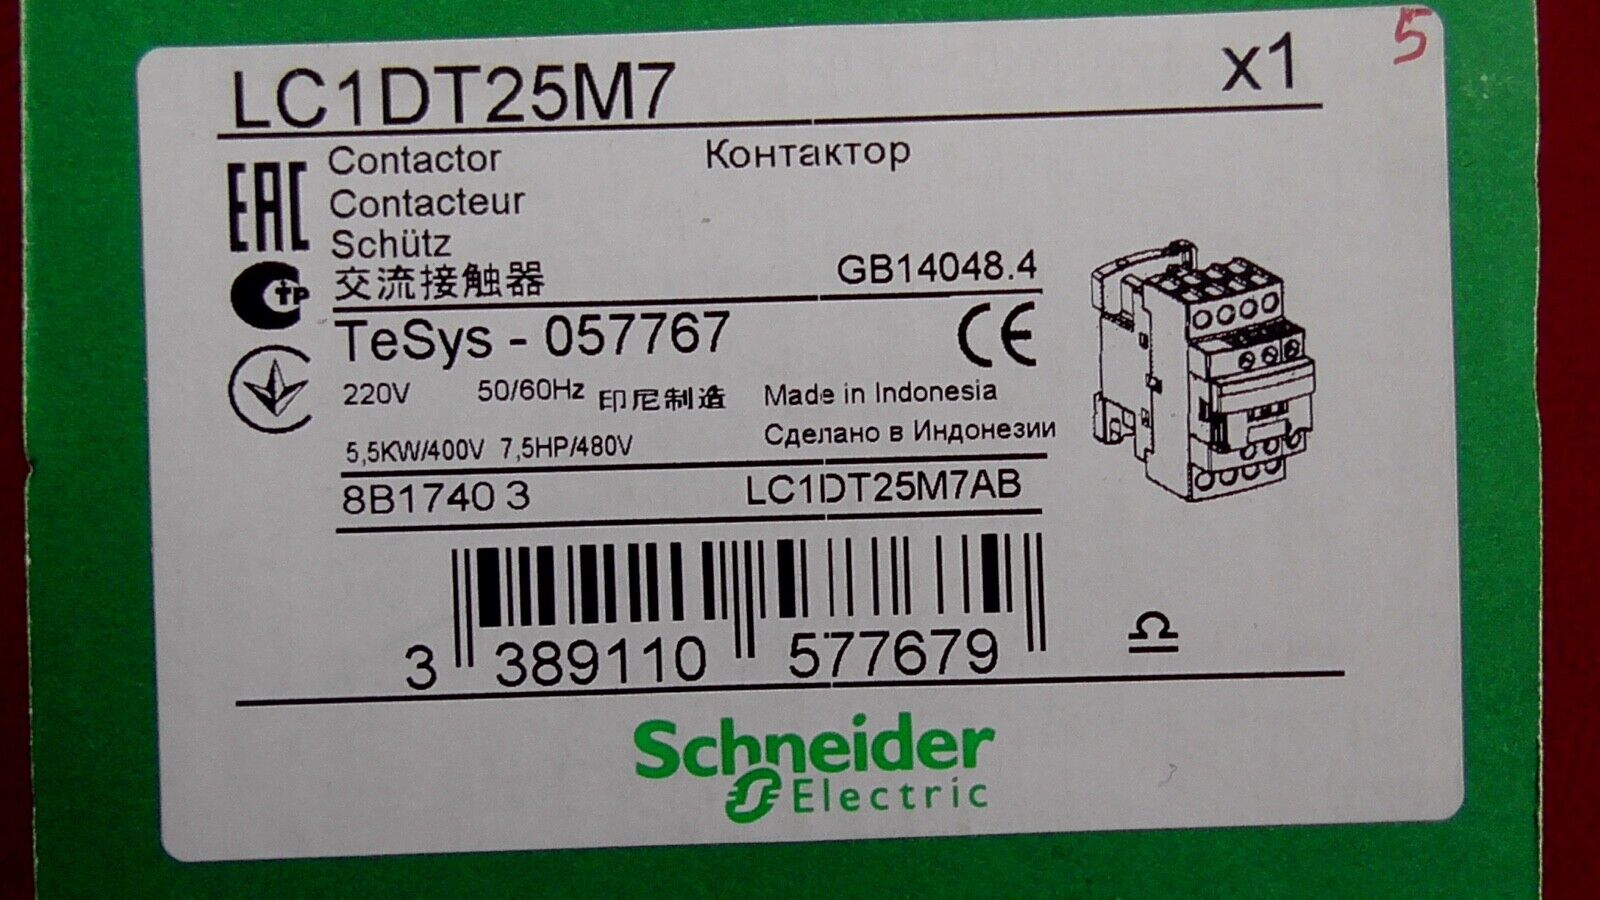 5
LC1DT25M7 x1
EAC Contactor Контактор
Contacteur
Schütz
交流接触器 GB14048.4
TeSys - 057767 CE
220V 50/60Hz 印尼制造 Made in Indonesia
Сделано в Индонезии
5,5KW/400V 7,5HP/480V
8B1740 3 LC1DT25M7AB
3 389110 577679
Schneider
Electric